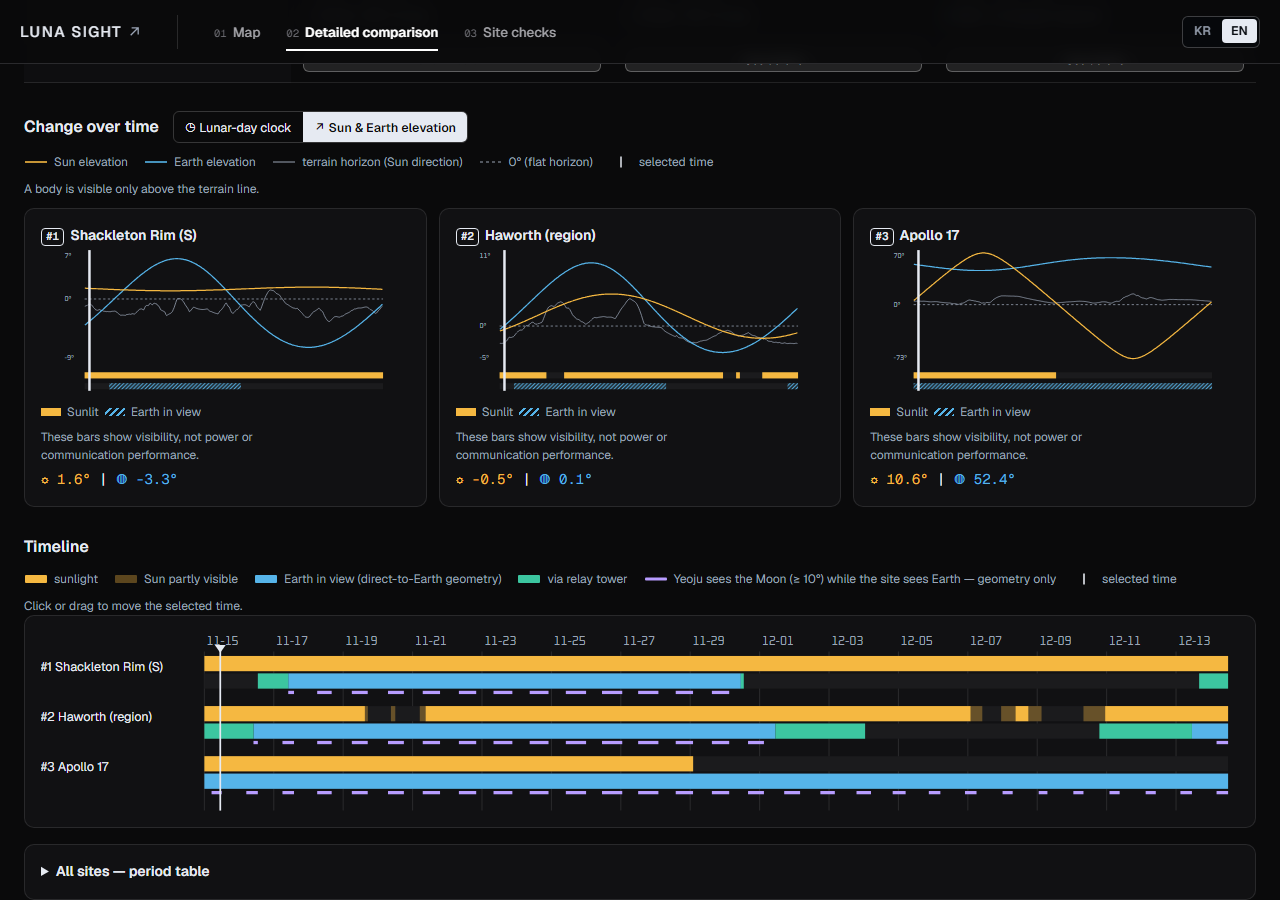 LUNA SIGHT ↗
01 Map
02 Detailed comparison
03 Site checks
KR EN
Change over time
Lunar-day clock
↗ Sun & Earth elevation
Sun elevation Earth elevation terrain horizon (Sun direction) 0° (flat horizon) selected time
A body is visible only above the terrain line.
#1 Shackleton Rim (S)
7°
0°
-9°
Sunlit Earth in view
These bars show visibility, not power or
communication performance.
1.6° | -3.3°
#2 Haworth (region)
11°
0°
-5°
Sunlit Earth in view
These bars show visibility, not power or
communication performance.
-0.5° | 0.1°
#3 Apollo 17
70°
0°
-73°
Sunlit Earth in view
These bars show visibility, not power or
communication performance.
10.6° | 52.4°
Timeline
sunlight Sun partly visible Earth in view (direct-to-Earth geometry) via relay tower Yeoju sees the Moon (≥ 10°) while the site sees Earth — geometry only selected time
Click or drag to move the selected time.
11-15 11-17 11-19 11-21 11-23 11-25 11-27 11-29 12-01 12-03 12-05 12-07 12-09 12-11 12-13
#1 Shackleton Rim (S)
#2 Haworth (region)
#3 Apollo 17
▶ All sites — period table